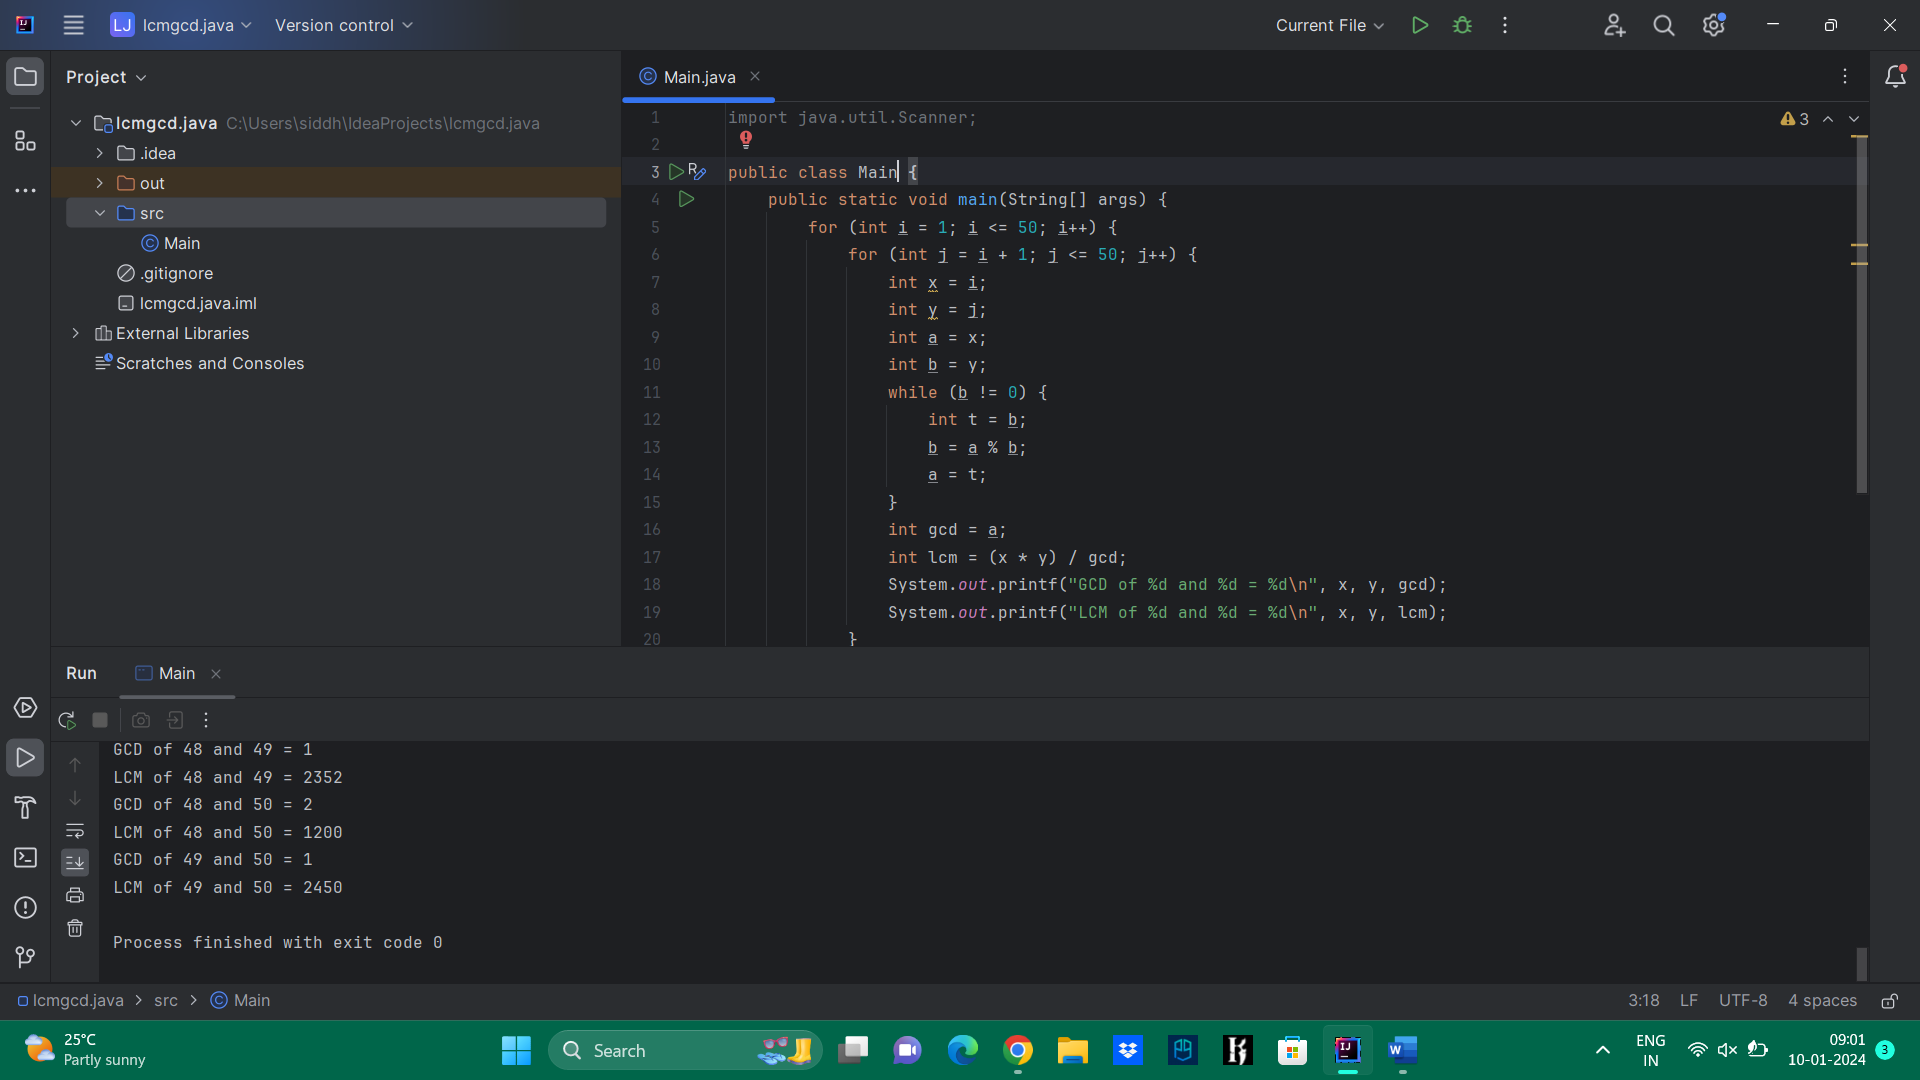 LJ lcmgcd.java Version control Current File
Project
Main.java
lcmgcd.java C:\Users\siddh\IdeaProjects\lcmgcd.java
.idea
out
src
Main
.gitignore
lcmgcd.java.iml
External Libraries
Scratches and Consoles
3
1 import java.util.Scanner;
2
3 public class Main {
4 public static void main(String[] args) {
5 for (int i = 1; i <= 50; i++) {
6 for (int j = i + 1; j <= 50; j++) {
7 int x = i;
8 int y = j;
9 int a = x;
10 int b = y;
11 while (b != 0) {
12 int t = b;
13 b = a % b;
14 a = t;
15 }
16 int gcd = a;
17 int lcm = (x * y) / gcd;
18 System.out.printf("GCD of %d and %d = %d\n", x, y, gcd);
19 System.out.printf("LCM of %d and %d = %d\n", x, y, lcm);
20 }
Run Main
GCD of 48 and 49 = 1
LCM of 48 and 49 = 2352
GCD of 48 and 50 = 2
LCM of 48 and 50 = 1200
GCD of 49 and 50 = 1
LCM of 49 and 50 = 2450
Process finished with exit code 0
lcmgcd.java > src > Main 3:18 LF UTF-8 4 spaces
25°C
Partly sunny
Search
ENG
IN
09:01
10-01-2024
3